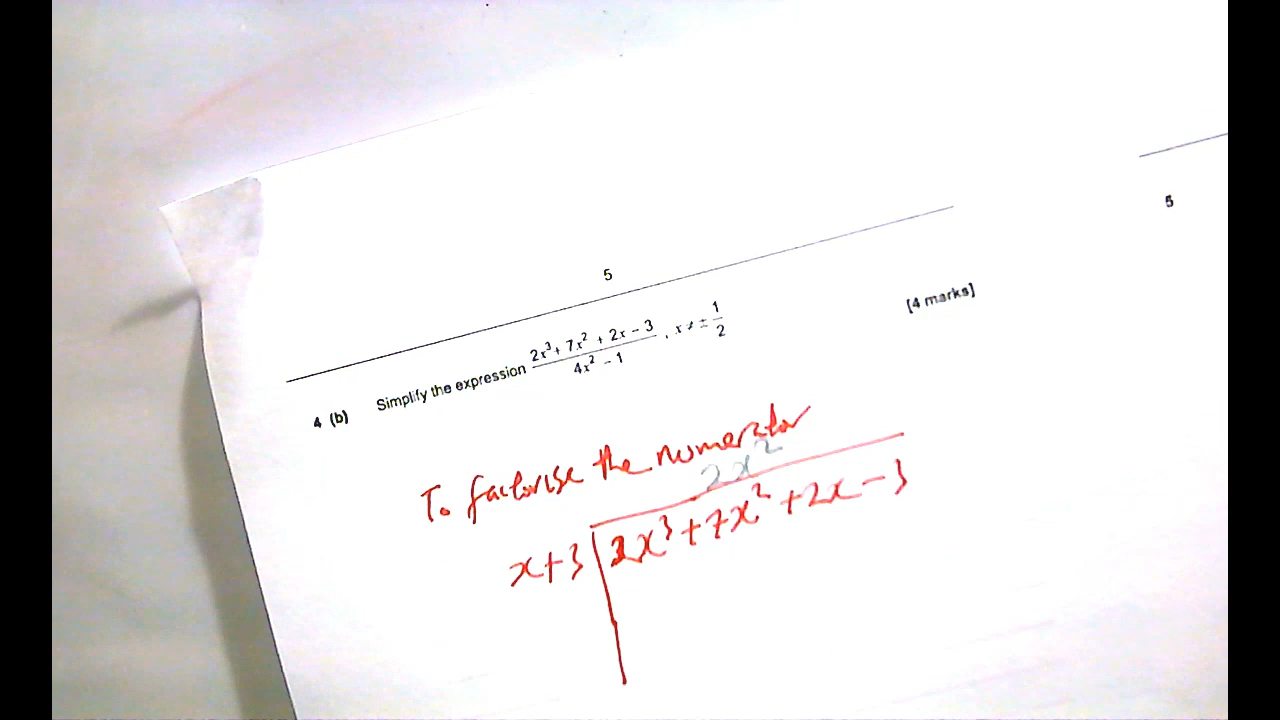 5
5
4 (b) Simplify the expression (2x³ + 7x² + 2x − 3)/(4x² − 1) , x ≠ ± 1/2 [4 marks]
To factorise the numerator
2x²
x+3 | 2x³ + 7x² + 2x − 3